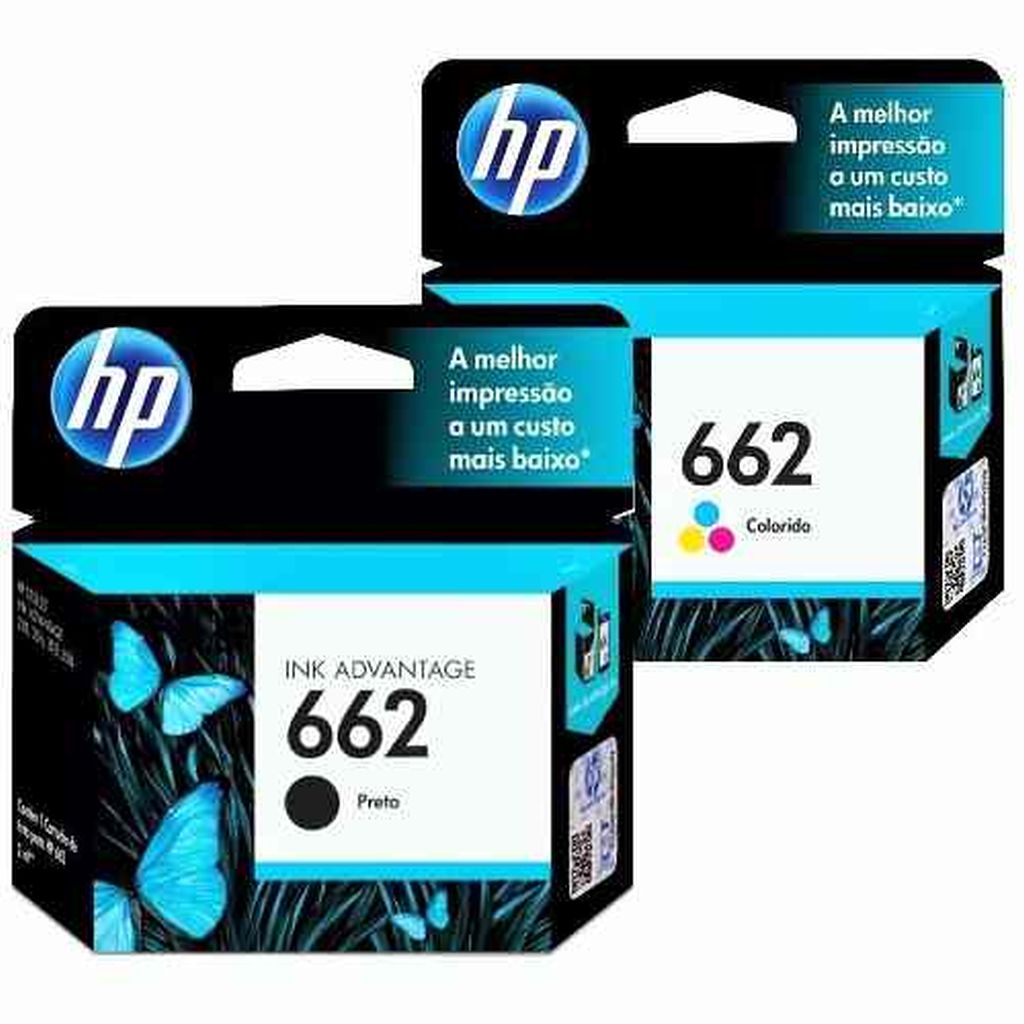 hp
A melhor
impressão
a um custo
mais baixo*
662
Colorido
hp
A melhor
impressão
a um custo
mais baixo*
INK ADVANTAGE
662
Preto